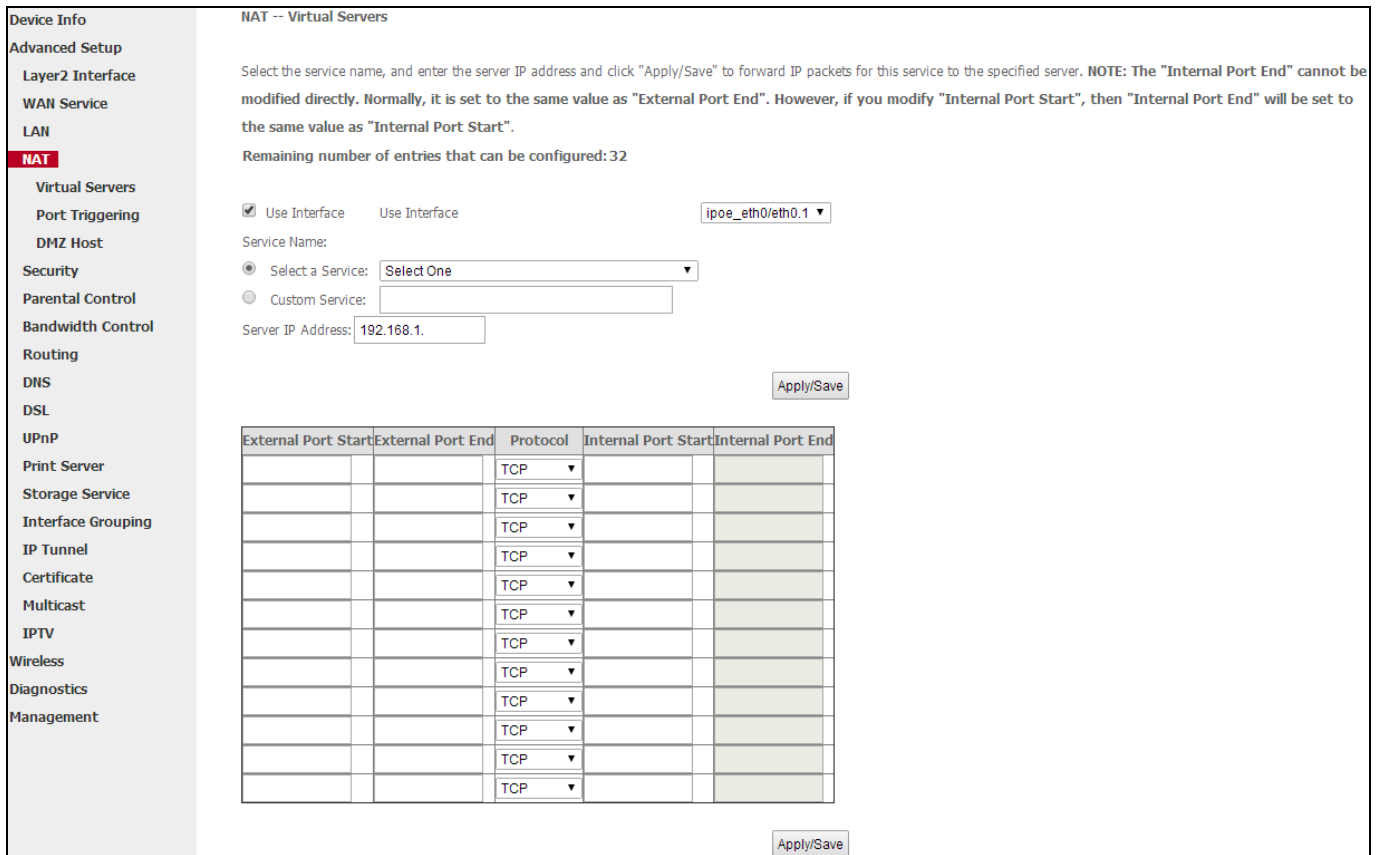 Device Info
Advanced Setup
Layer2 Interface
WAN Service
LAN
NAT
Virtual Servers
Port Triggering
DMZ Host
Security
Parental Control
Bandwidth Control
Routing
DNS
DSL
UPnP
Print Server
Storage Service
Interface Grouping
IP Tunnel
Certificate
Multicast
IPTV
Wireless
Diagnostics
Management
NAT -- Virtual Servers
Select the service name, and enter the server IP address and click "Apply/Save" to forward IP packets for this service to the specified server. NOTE: The "Internal Port End" cannot be
modified directly. Normally, it is set to the same value as "External Port End". However, if you modify "Internal Port Start", then "Internal Port End" will be set to
the same value as "Internal Port Start".
Remaining number of entries that can be configured: 32
Use Interface Use Interface ipoe_eth0/eth0.1
Service Name:
Select a Service: Select One
Custom Service:
Server IP Address: 192.168.1.
Apply/Save
External Port Start External Port End Protocol Internal Port Start Internal Port End
TCP
TCP
TCP
TCP
TCP
TCP
TCP
TCP
TCP
TCP
TCP
TCP
Apply/Save